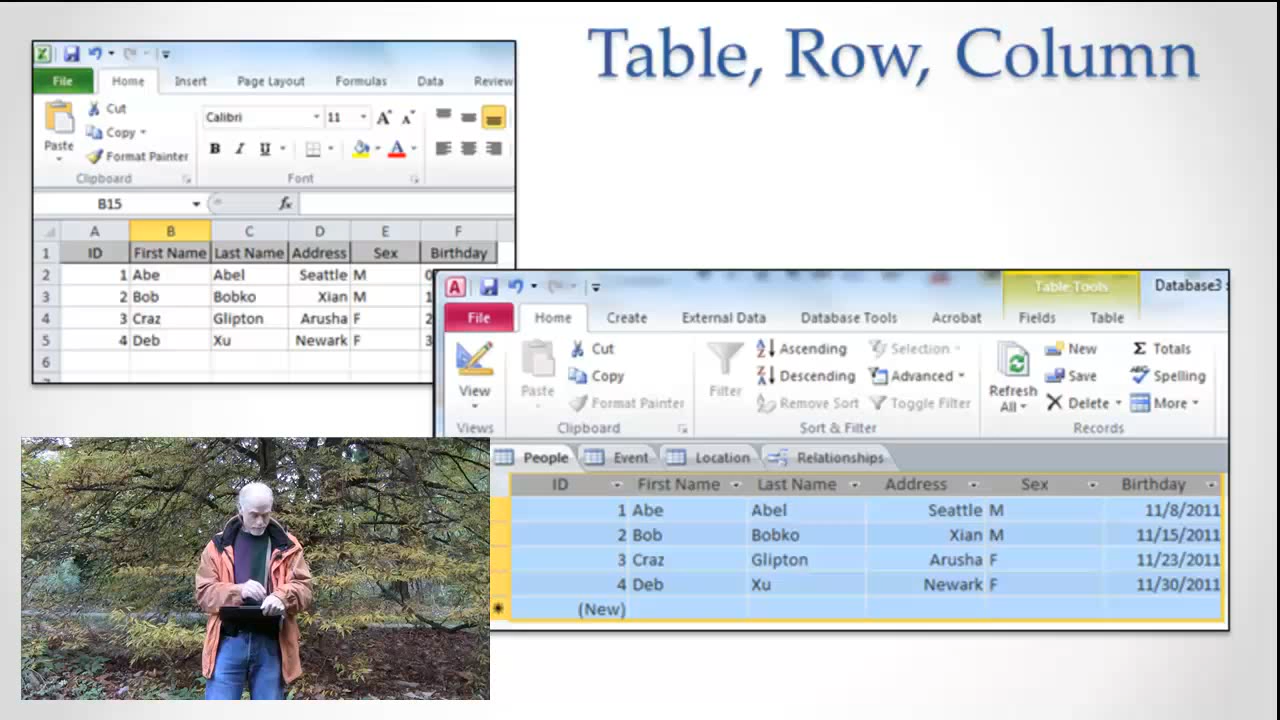 Table, Row, Column
File Home Insert Page Layout Formulas Data Review
Paste
Cut
Copy
Format Painter
Clipboard
Calibri 11 A A
B I U A
Font
B15 fx
A B C D E F
1 ID First Name Last Name Address Sex Birthday
2 1 Abe Abel Seattle M 0
3 2 Bob Bobko Xian M 1
4 3 Craz Glipton Arusha F 2
5 4 Deb Xu Newark F 3
6
A Table Tools Database3 :
File Home Create External Data Database Tools Acrobat Fields Table
View
Views
Paste
Cut
Copy
Format Painter
Clipboard
Filter
Ascending
Descending
Remove Sort
Selection
Advanced
Toggle Filter
Sort & Filter
Refresh
All
New
Save
Delete
Σ Totals
Spelling
More
Records
People Event Location Relationships
ID First Name Last Name Address Sex Birthday
1 Abe Abel Seattle M 11/8/2011
2 Bob Bobko Xian M 11/15/2011
3 Craz Glipton Arusha F 11/23/2011
4 Deb Xu Newark F 11/30/2011
(New)